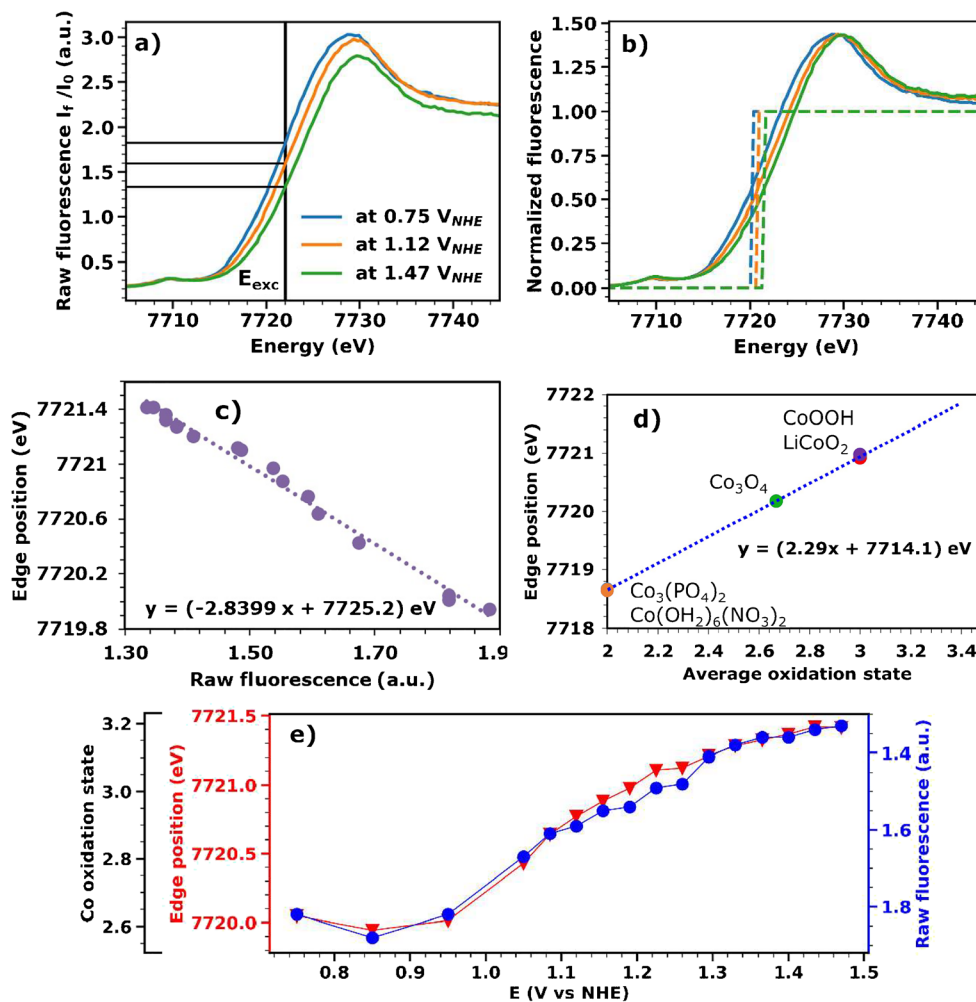 a)
Raw fluorescence I_f/I_0 (a.u.)
3.0
2.5
2.0
1.5
1.0
0.5
at 0.75 V_NHE
at 1.12 V_NHE
at 1.47 V_NHE
E_exc
7710 7720 7730 7740
Energy (eV)
b)
Normalized fluorescence
1.50
1.25
1.00
0.75
0.50
0.25
0.00
7710 7720 7730 7740
Energy (eV)
c)
Edge position (eV)
7721.4
7721
7720.6
7720.2
7719.8
y = (-2.8399 x + 7725.2) eV
1.30 1.50 1.70 1.9
Raw fluorescence (a.u.)
d)
Edge position (eV)
7722
7721
7720
7719
7718
CoOOH
LiCoO₂
Co₃O₄
y = (2.29x + 7714.1) eV
Co₃(PO₄)₂
Co(OH₂)₆(NO₃)₂
2 2.2 2.4 2.6 2.8 3 3.2 3.4
Average oxidation state
e)
Co oxidation state
3.2
3.0
2.8
2.6
Edge position (eV)
7721.5
7721.0
7720.5
7720.0
Raw fluorescence (a.u.)
1.4
1.6
1.8
0.8 0.9 1.0 1.1 1.2 1.3 1.4 1.5
E (V vs NHE)